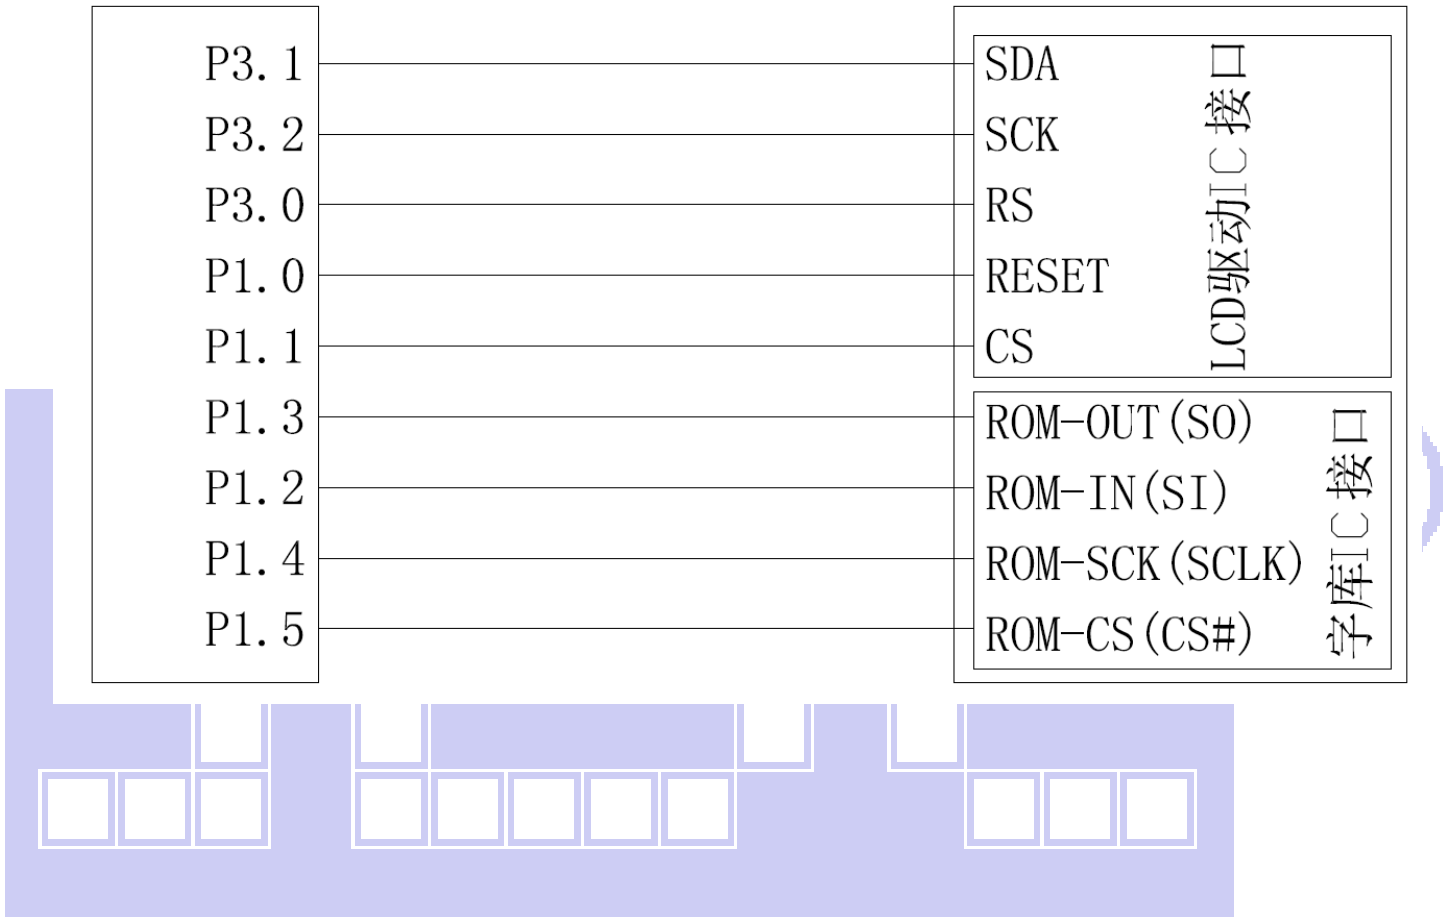 P3.1 SDA
P3.2 SCK
P3.0 RS
P1.0 RESET
P1.1 CS
LCD驱动IC接口
P1.3 ROM-OUT(SO)
P1.2 ROM-IN(SI)
P1.4 ROM-SCK(SCLK)
P1.5 ROM-CS(CS#)
字库IC接口